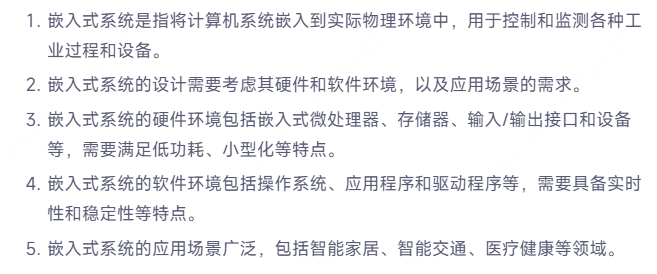 1. 嵌入式系统是指将计算机系统嵌入到实际物理环境中，用于控制和监测各种工
业过程和设备。
2. 嵌入式系统的设计需要考虑其硬件和软件环境，以及应用场景的需求。
3. 嵌入式系统的硬件环境包括嵌入式微处理器、存储器、输入/输出接口和设备
等，需要满足低功耗、小型化等特点。
4. 嵌入式系统的软件环境包括操作系统、应用程序和驱动程序等，需要具备实时
性和稳定性等特点。
5. 嵌入式系统的应用场景广泛，包括智能家居、智能交通、医疗健康等领域。